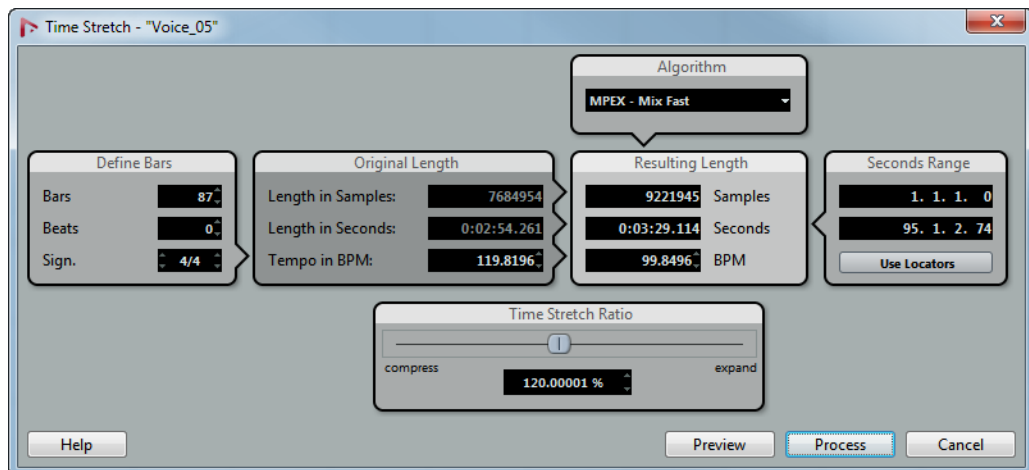 Time Stretch - "Voice_05"
Algorithm
MPEX - Mix Fast
Define Bars
Bars 87
Beats 0
Sign. 4/4
Original Length
Length in Samples: 7684954
Length in Seconds: 0:02:54.261
Tempo in BPM: 119.8196
Resulting Length
9221945 Samples
0:03:29.114 Seconds
99.8496 BPM
Seconds Range
1. 1. 1. 0
95. 1. 2. 74
Use Locators
Time Stretch Ratio
compress expand
120.00001 %
Help Preview Process Cancel